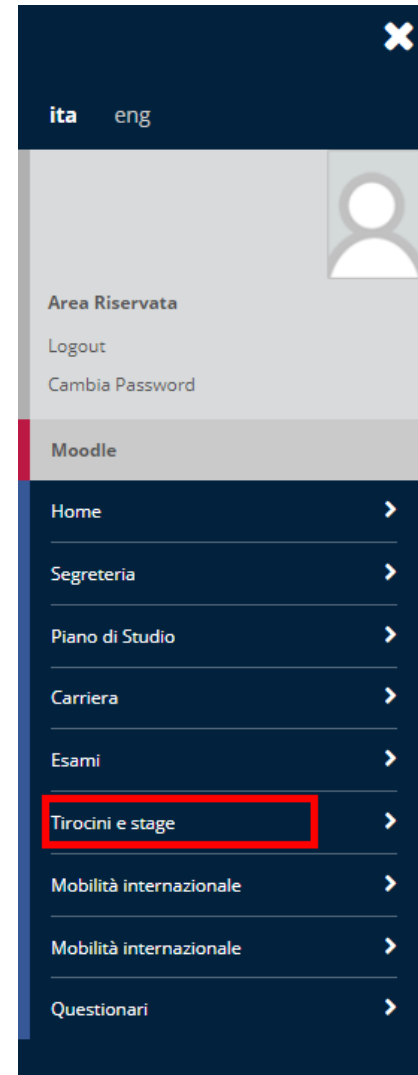 ita eng
Area Riservata
Logout
Cambia Password
Moodle
Home
Segreteria
Piano di Studio
Carriera
Esami
Tirocini e stage
Mobilità internazionale
Mobilità internazionale
Questionari